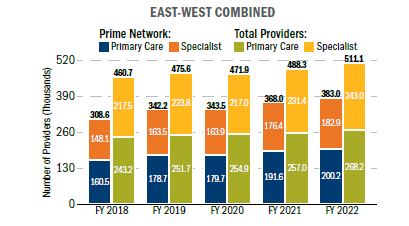 EAST-WEST COMBINED
Prime Network: Total Providers:
Primary Care Specialist Primary Care Specialist
Number of Providers (Thousands)
520
390
260
130
0
308.6 460.7 342.2 475.6 343.5 471.9 368.0 488.3 383.0 511.1
148.1 217.5 163.5 223.8 163.9 217.0 176.4 231.4 182.9 243.0
160.5 243.2 178.7 251.7 179.7 254.9 191.6 257.0 200.2 268.2
FY 2018 FY 2019 FY 2020 FY 2021 FY 2022